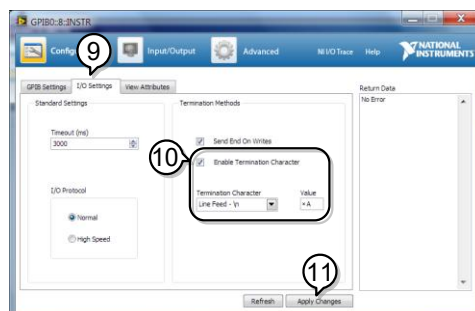 GPIB0::8::INSTR
9
Config
Input/Output
Advanced
NI I/O Trace
Help
NATIONAL
INSTRUMENTS
GPIB Settings
I/O Settings
View Attributes
Return Data
No Error
Standard Settings
Termination Methods
Timeout (ms)
3000
Send End On Writes
10
Enable Termination Character
Termination Character
Value
Line Feed - \n
xA
I/O Protocol
Normal
High Speed
11
Refresh
Apply Changes